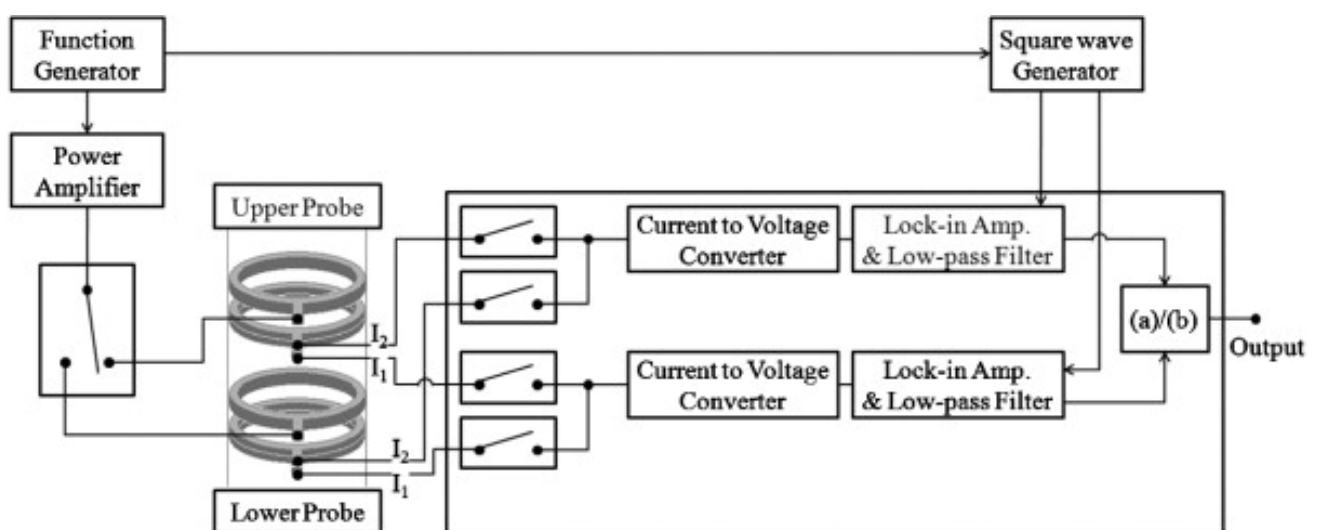 Function
Generator
Square wave
Generator
Power
Amplifier
Upper Probe
Current to Voltage
Converter
Lock-in Amp.
& Low-pass Filter
I2
I1
(a)/(b)
Output
Current to Voltage
Converter
Lock-in Amp.
& Low-pass Filter
I2
I1
Lower Probe